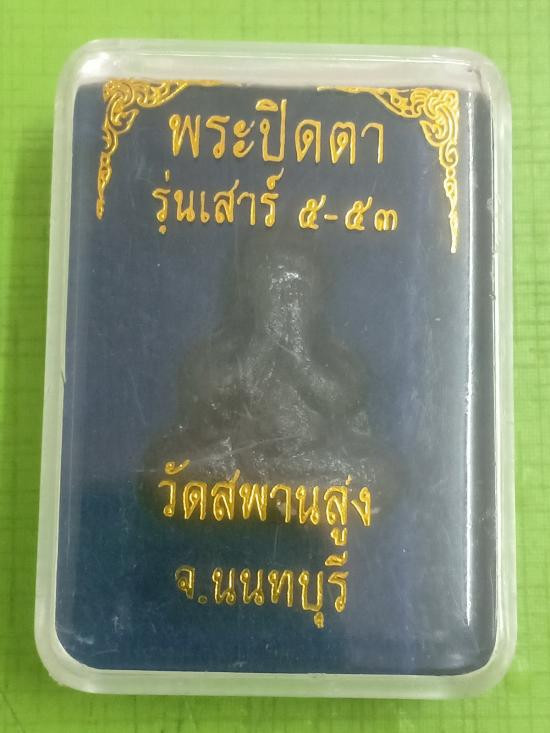 พระปิดตา
รุ่นเสาร์ ๕-๕๓
วัดสพานสูง
จ.นนทบุรี